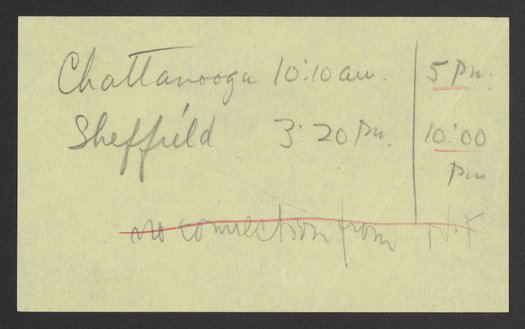 Chattanooga 10:10 am. 5 Pm.
Sheffield 3:20 Pm. 10:00
Pm
no connection from N.Y